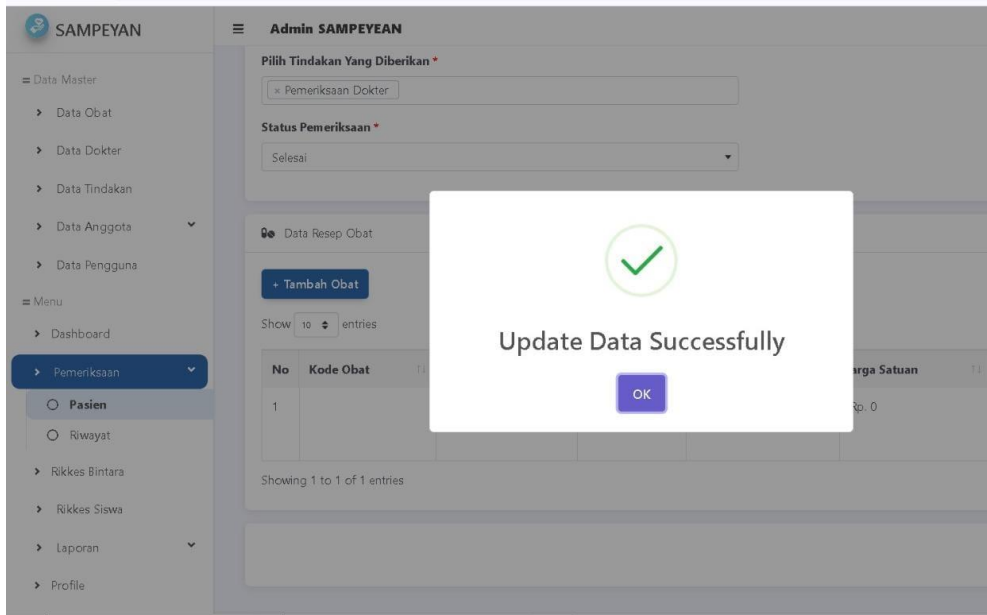 SAMPEYAN
Admin SAMPEYEAN
Data Master
Data Obat
Data Dokter
Data Tindakan
Data Anggota
Data Pengguna
Menu
Dashboard
Pemeriksaan
Pasien
Riwayat
Rikkes Bintara
Rikkes Siswa
Laporan
Profile
Pilih Tindakan Yang Diberikan *
× Pemeriksaan Dokter
Status Pemeriksaan *
Selesai
Data Resep Obat
+ Tambah Obat
Show 10 entries
No Kode Obat arga Satuan
1 Rp. 0
Showing 1 to 1 of 1 entries
Update Data Successfully
OK